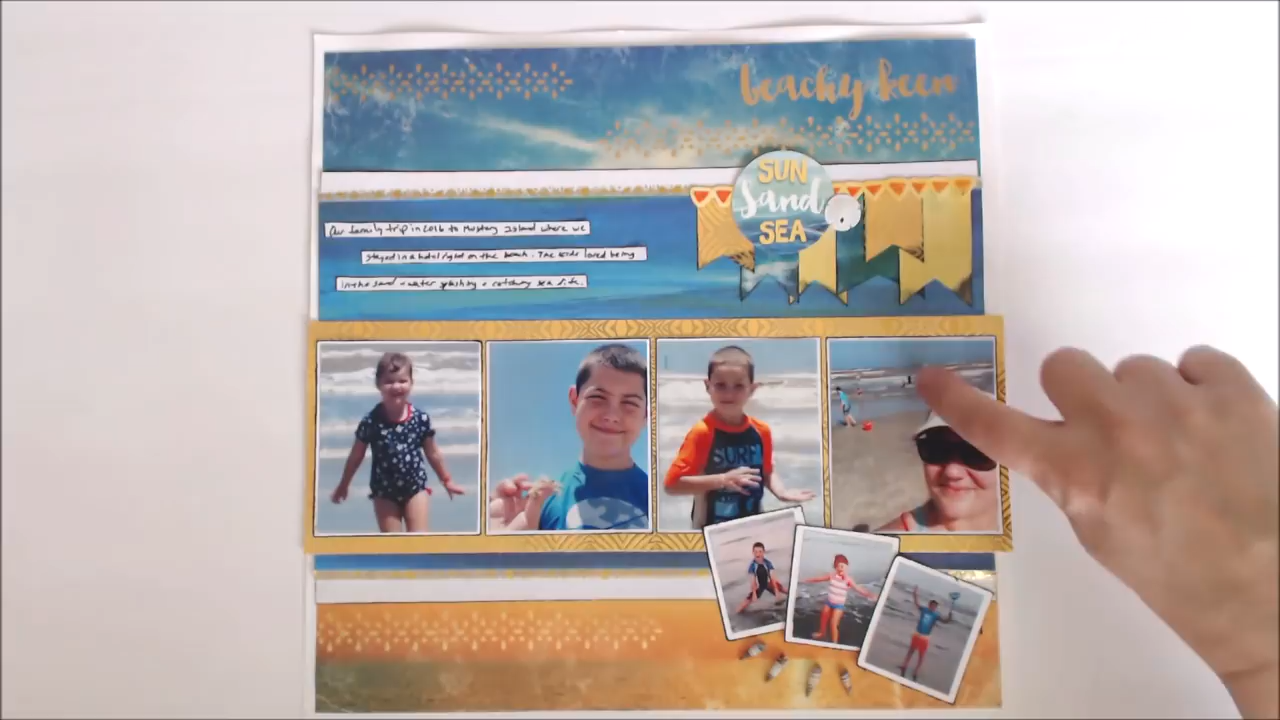 beachy keen
SUN
Sand
SEA
Our family trip in 2016 to Mustang Island where we
stayed in a hotel right on the beach. The kids loved being
in the sand + water splashing + catching sea life.
SURF